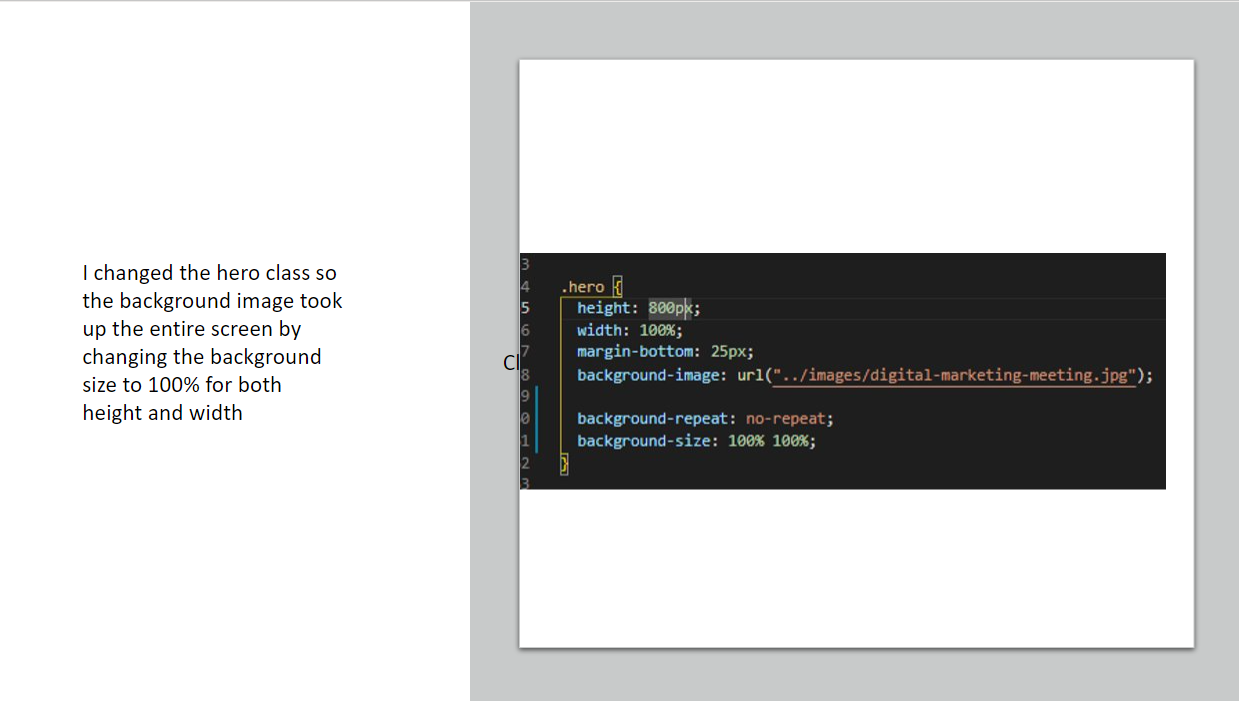 I changed the hero class so
the background image took
up the entire screen by
changing the background
size to 100% for both
height and width
3
4 .hero {
5 height: 800px;
6 width: 100%;
7 margin-bottom: 25px;
8 background-image: url("../images/digital-marketing-meeting.jpg");
9
0 background-repeat: no-repeat;
1 background-size: 100% 100%;
2 }
3